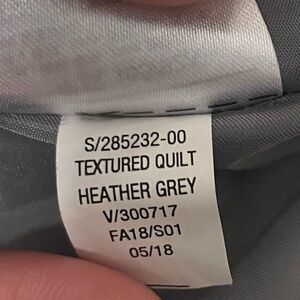 S/285232-00
TEXTURED QUILT
HEATHER GREY
V/300717
FA18/S01
05/18